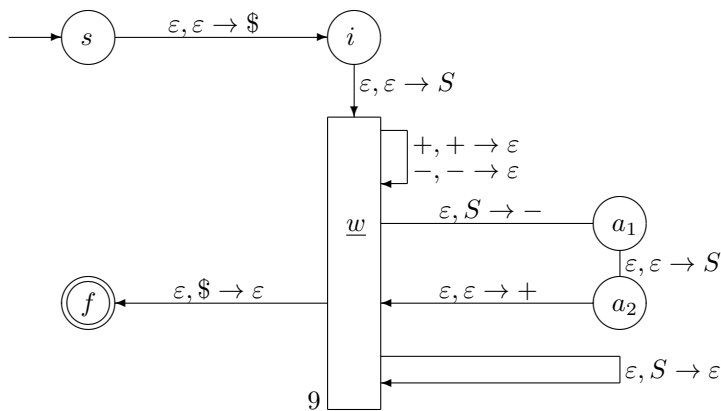 s
ε, ε → $
i
ε, ε → S
+, + → ε
-, - → ε
w
ε, S → -
a₁
ε, ε → S
f
ε, $ → ε
ε, ε → +
a₂
ε, S → ε
9